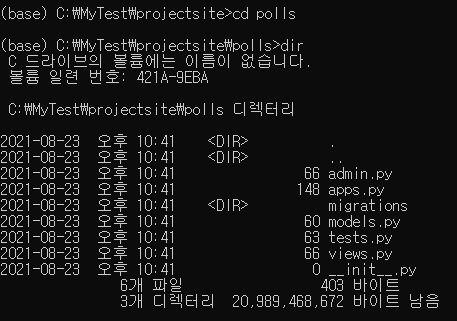 (base) C:₩MyTest₩projectsite>cd polls
(base) C:₩MyTest₩projectsite₩polls>dir
C 드라이브의 볼륨에는 이름이 없습니다.
볼륨 일련 번호: 421A-9EBA
C:₩MyTest₩projectsite₩polls 디렉터리
2021-08-23 오후 10:41 <DIR> .
2021-08-23 오후 10:41 <DIR> ..
2021-08-23 오후 10:41 66 admin.py
2021-08-23 오후 10:41 148 apps.py
2021-08-23 오후 10:41 <DIR> migrations
2021-08-23 오후 10:41 60 models.py
2021-08-23 오후 10:41 63 tests.py
2021-08-23 오후 10:41 66 views.py
2021-08-23 오후 10:41 0 __init__.py
6개 파일 403 바이트
3개 디렉터리 20,989,468,672 바이트 남음